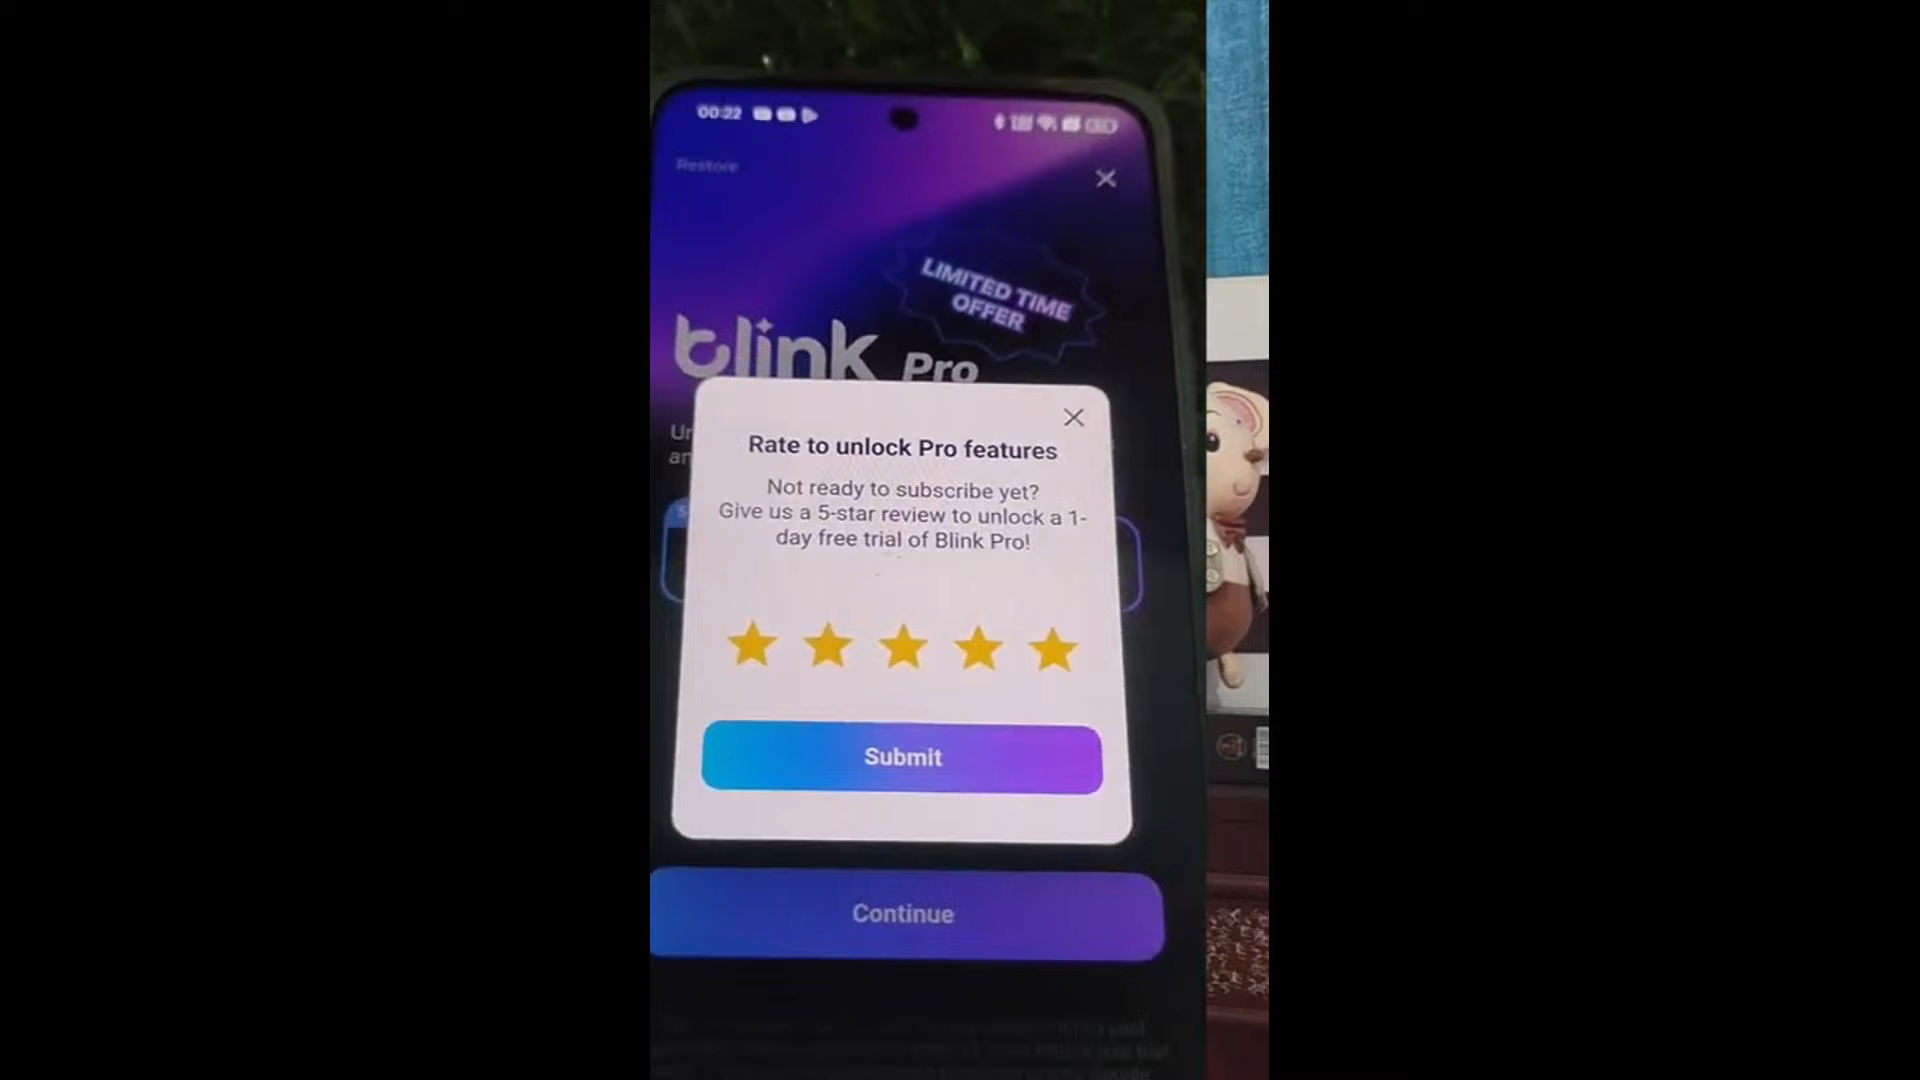 00:22
Restore
LIMITED TIME
OFFER
blink Pro
Rate to unlock Pro features
Not ready to subscribe yet?
Give us a 5-star review to unlock a 1-
day free trial of Blink Pro!
Submit
Continue